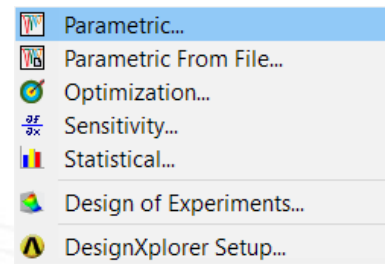 Parametric...
Parametric From File...
Optimization...
∂f
∂x
Sensitivity...
Statistical...
Design of Experiments...
DesignXplorer Setup...